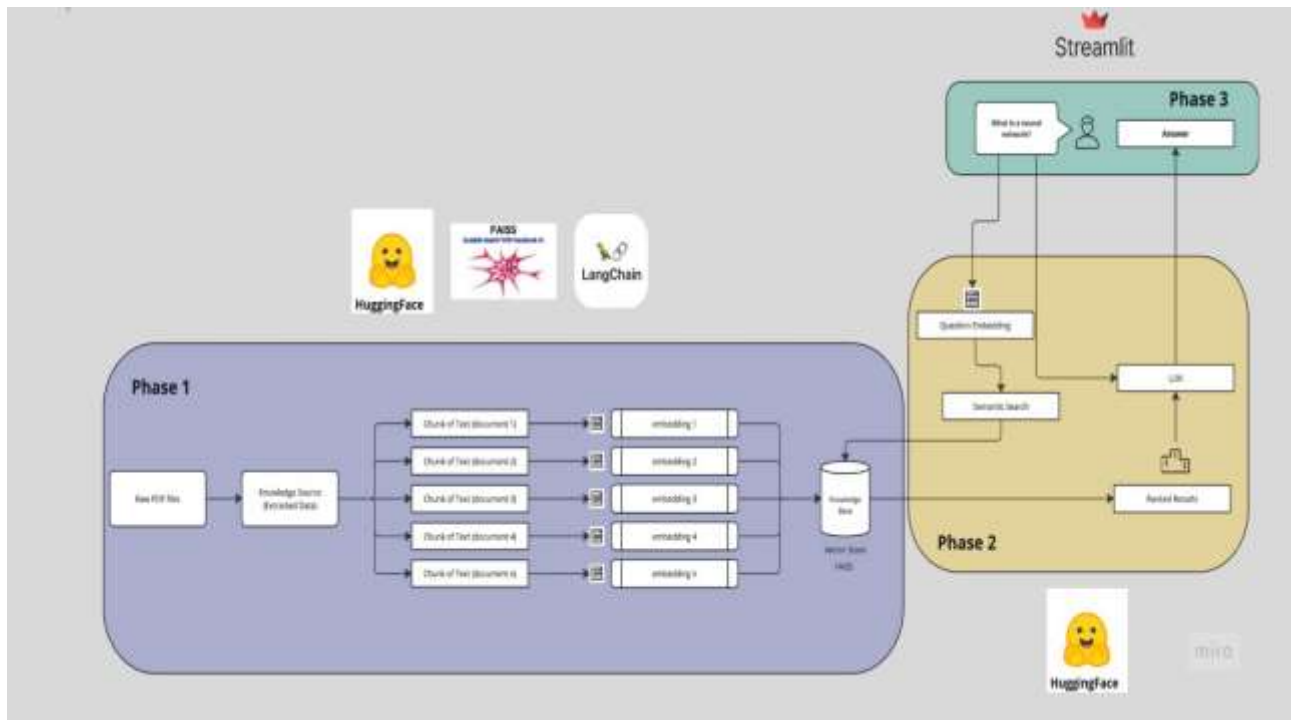 Streamlit
Phase 3
What is a neural
network?
Answer
HuggingFace
FAISS
LangChain
Question Embedding
LLM
Semantic Search
Ranked Results
Phase 2
Phase 1
Raw PDF files
Knowledge Source
(Enriched Data)
Chunk of Text (document 1)
embedding 1
Chunk of Text (document 2)
embedding 2
Chunk of Text (document 3)
embedding 3
Chunk of Text (document 4)
embedding 4
Chunk of Text (document n)
embedding n
Knowledge
Base
Vector Store
FAISS
HuggingFace
miro